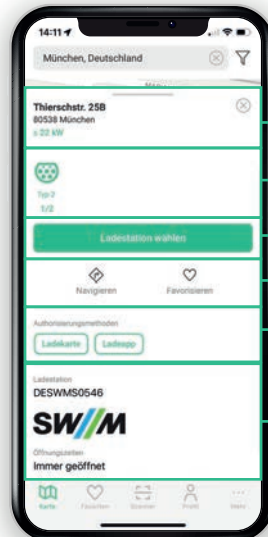 14:11
München, Deutschland
Thierschstr. 25B
80538 München
≤ 22 kW
Typ 2
1/2
Ladestation wählen
Navigieren Favorisieren
Authorisierungsmethoden
Ladekarte Ladeapp
Ladestation
DESWMS0546
SW//M
Öffnungszeiten
Immer geöffnet
Karte Favoriten Scannen Profil Mehr